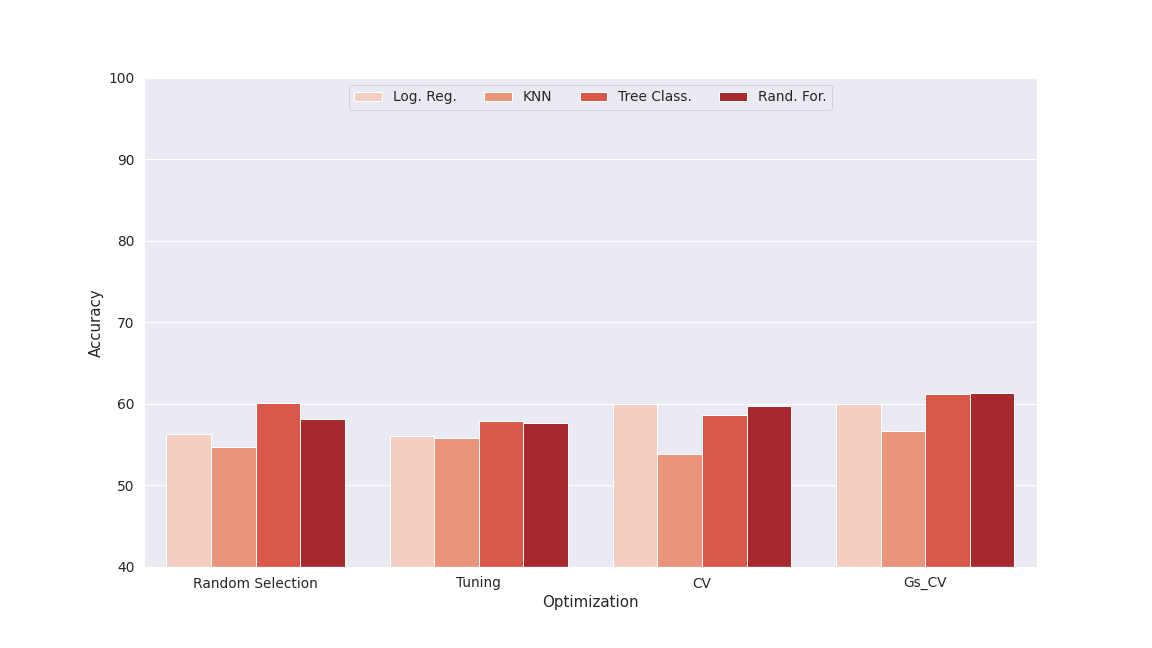 100
90
80
70
60
50
40
Accuracy
Log. Reg. KNN Tree Class. Rand. For.
Random Selection Tuning CV Gs_CV
Optimization